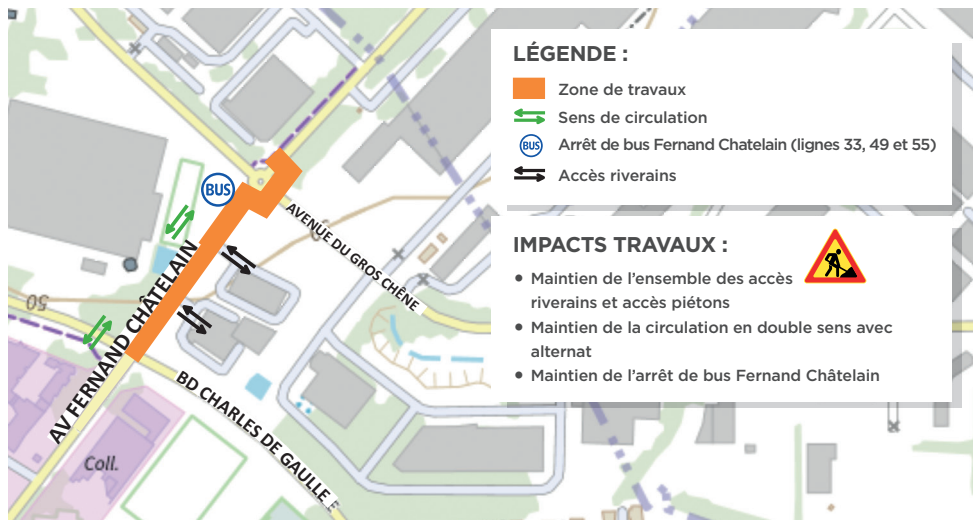 LÉGENDE :
Zone de travaux
Sens de circulation
BUS
Arrêt de bus Fernand Chatelain (lignes 33, 49 et 55)
Accès riverains
IMPACTS TRAVAUX :
• Maintien de l'ensemble des accès
riverains et accès piétons
• Maintien de la circulation en double sens avec
alternat
• Maintien de l'arrêt de bus Fernand Châtelain
BUS
AVENUE DU GROS CHÊNE
AV FERNAND CHÂTELAIN
50
BD CHARLES DE GAULLE
Coll.